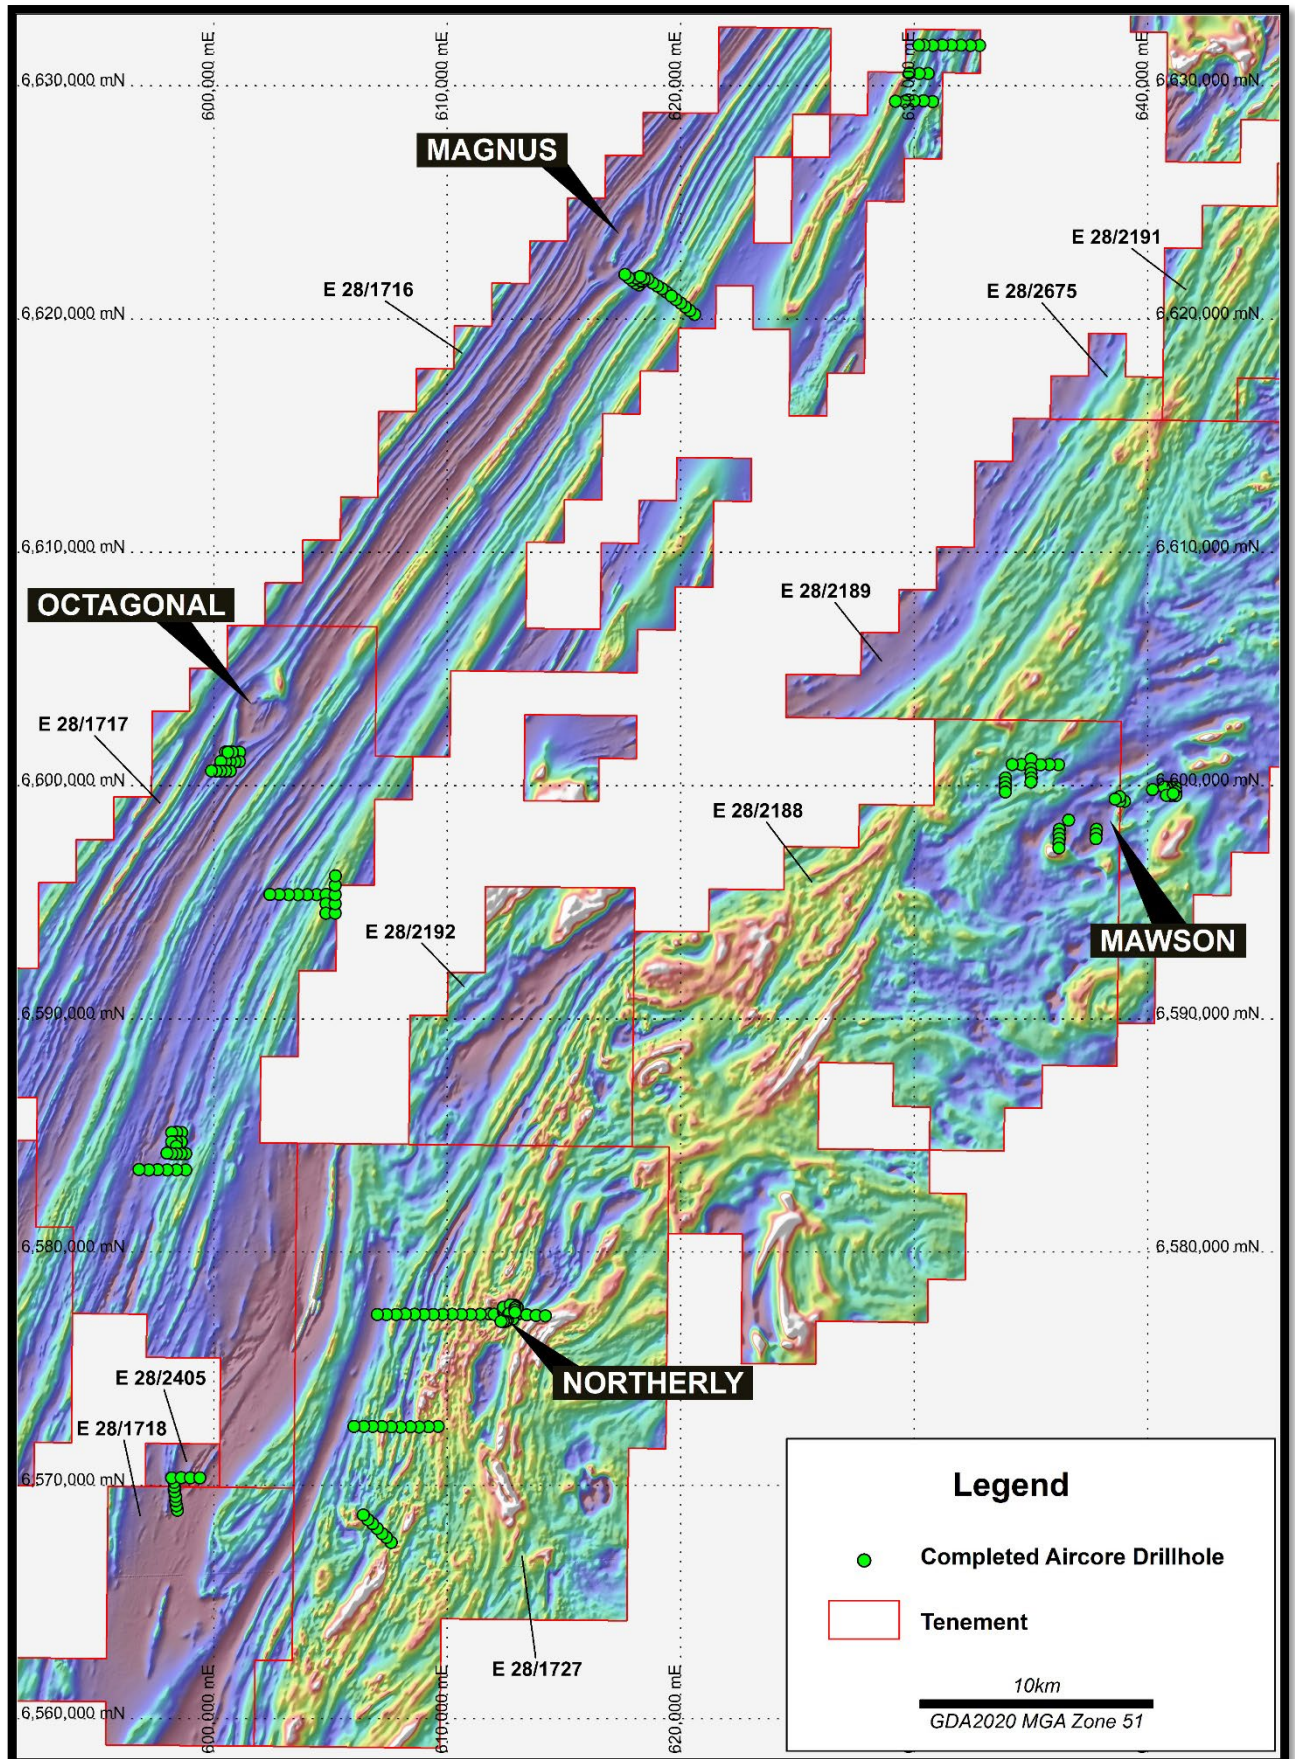 600,000 mE
610,000 mE
620,000 mE
630,000 mE
640,000 mE
6,630,000 mN
6,630,000 mN
MAGNUS
E 28/2191
E 28/1716
E 28/2675
6,620,000 mN
6,620,000 mN
6,610,000 mN
6,610,000 mN
E 28/2189
OCTAGONAL
E 28/1717
6,600,000 mN
6,600,000 mN
E 28/2188
E 28/2192
MAWSON
6,590,000 mN
6,590,000 mN
6,580,000 mN
6,580,000 mN
E 28/2405
NORTHERLY
E 28/1718
6,570,000 mN
Legend
Completed Aircore Drillhole
Tenement
E 28/1727
10km
GDA2020 MGA Zone 51
6,560,000 mN
600,000 mE
610,000 mE
620,000 mE